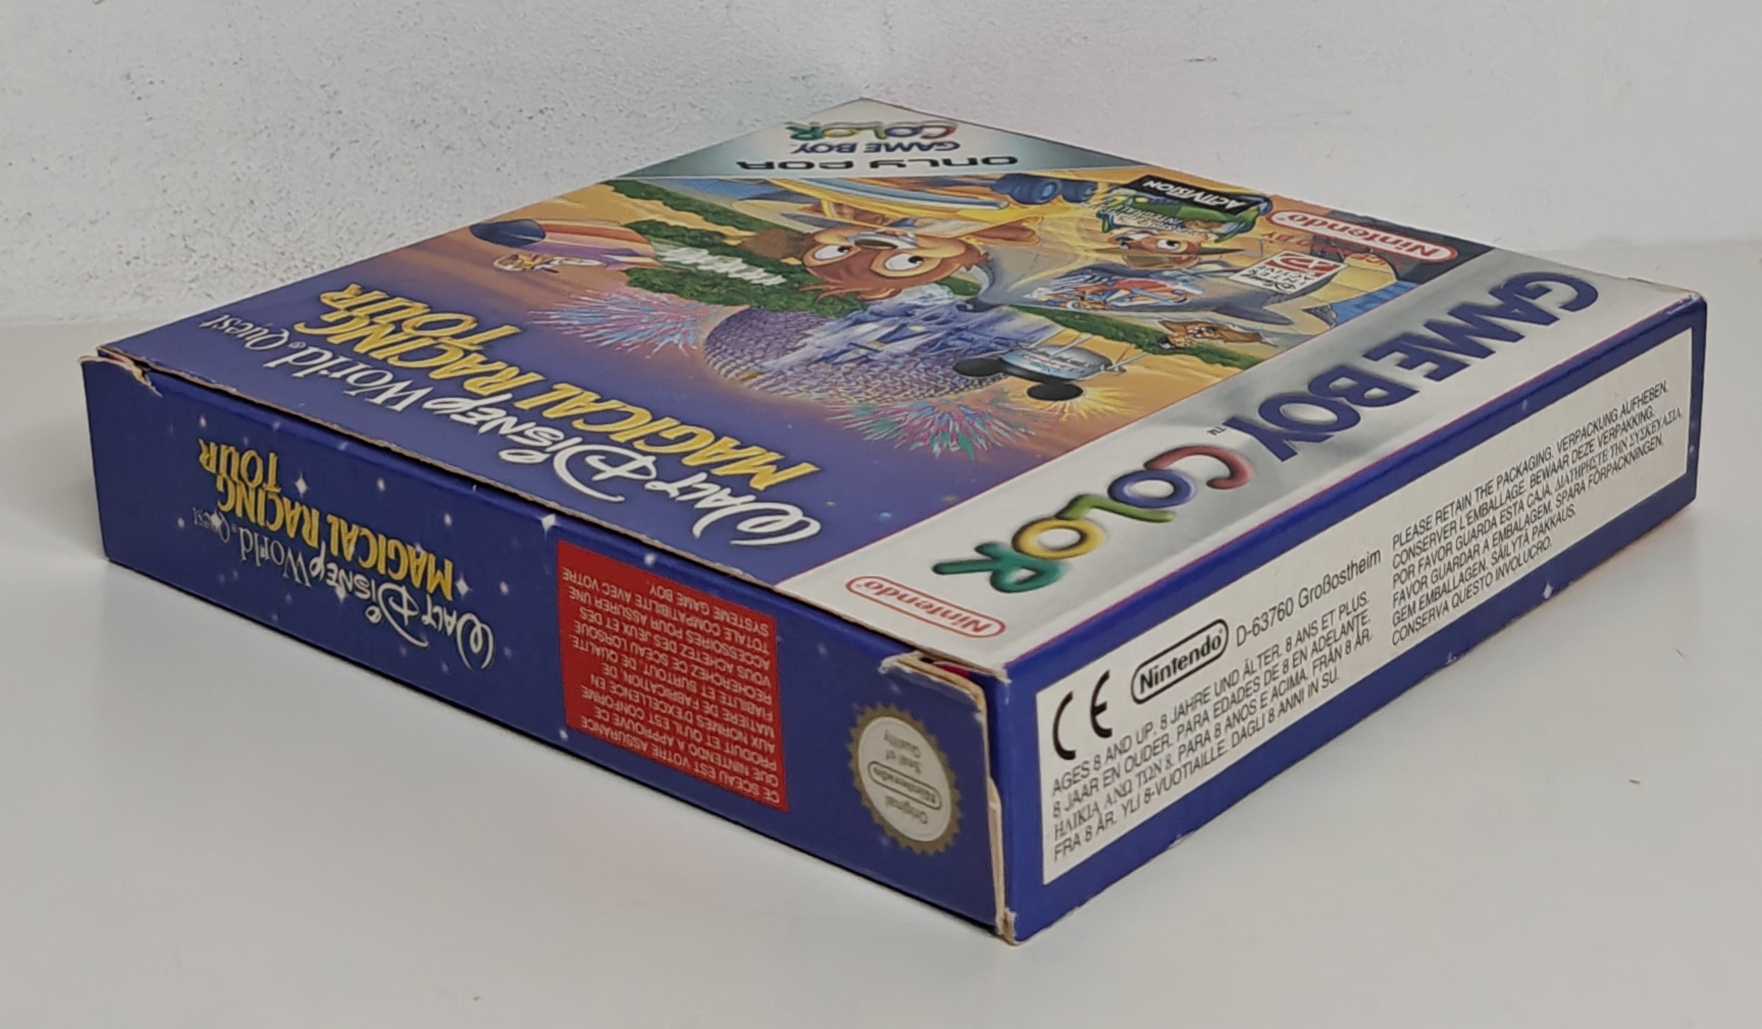 ONLY FOR
GAME BOY
COLOR
ACTIVISION
Nintendo
Walt Disney World® Quest
MAGICAL RACING
TOUR
GAME BOY COLOR™
Nintendo
Walt Disney World® Quest
MAGICAL RACING
TOUR
CE SCEAU EST VOTRE ASSURANCE
QUE NINTENDO A APPROUVE CE
PRODUIT ET QU'IL EST CONFORME
AUX NORMES D'EXCELLENCE EN
MATIERE DE FABRICATION, DE
FIABILITE ET SURTOUT, DE QUALITE.
RECHERCHEZ CE SCEAU LORSQUE
VOUS ACHETEZ DES JEUX ET DES
ACCESSOIRES POUR ASSURER UNE
TOTALE COMPATIBILITE AVEC VOTRE
SYSTEME GAME BOY.
Original
Nintendo
Seal of
Quality
CE
Nintendo
D-63760 Großostheim
AGES 8 AND UP. 8 JAHRE UND ÄLTER. 8 ANS ET PLUS.
8 JAAR EN OUDER. PARA EDADES DE 8 EN ADELANTE.
ΗΛΙΚΙΑ ΑΝΩ ΤΩΝ 8. PARA 8 ANOS E ACIMA. FRÅN 8 ÅR.
FRA 8 ÅR. YLI 8-VUOTIAILLE. DAGLI 8 ANNI IN SU.
PLEASE RETAIN THE PACKAGING. VERPACKUNG AUFHEBEN.
CONSERVER L'EMBALLAGE. BEWAAR DEZE VERPAKKING.
POR FAVOR GUARDA ESTA CAJA. ΔΙΑΤΗΡΗΣΤΕ ΤΗΝ ΣΥΣΚΕΥΑΣΙΑ.
FAVOR GUARDAR A EMBALAGEM. SPARA FÖRPACKNINGEN.
GEM EMBALLAGEN. SÄILYTÄ PAKKAUS.
CONSERVA QUESTO INVOLUCRO.